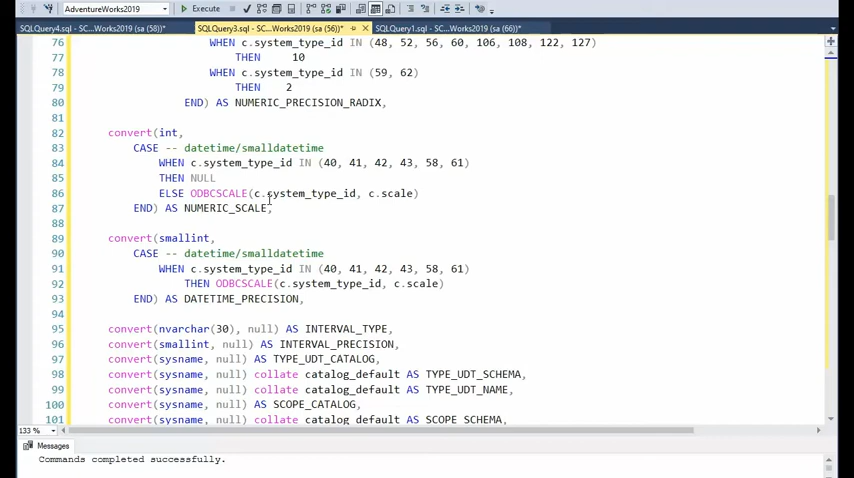 AdventureWorks2019
Execute
SQLQuery4.sql - SC...Works2019 (sa (58))*
SQLQuery3.sql - SC...Works2019 (sa (56))*
SQLQuery1.sql - SC...Works2019 (sa (66))*
76 WHEN c.system_type_id IN (48, 52, 56, 60, 106, 108, 122, 127)
77 THEN 10
78 WHEN c.system_type_id IN (59, 62)
79 THEN 2
80 END) AS NUMERIC_PRECISION_RADIX,
81
82 convert(int,
83 CASE -- datetime/smalldatetime
84 WHEN c.system_type_id IN (40, 41, 42, 43, 58, 61)
85 THEN NULL
86 ELSE ODBCSCALE(c.system_type_id, c.scale)
87 END) AS NUMERIC_SCALE,
88
89 convert(smallint,
90 CASE -- datetime/smalldatetime
91 WHEN c.system_type_id IN (40, 41, 42, 43, 58, 61)
92 THEN ODBCSCALE(c.system_type_id, c.scale)
93 END) AS DATETIME_PRECISION,
94
95 convert(nvarchar(30), null) AS INTERVAL_TYPE,
96 convert(smallint, null) AS INTERVAL_PRECISION,
97 convert(sysname, null) AS TYPE_UDT_CATALOG,
98 convert(sysname, null) collate catalog_default AS TYPE_UDT_SCHEMA,
99 convert(sysname, null) collate catalog_default AS TYPE_UDT_NAME,
100 convert(sysname, null) AS SCOPE_CATALOG,
101 convert(sysname, null) collate catalog_default AS SCOPE_SCHEMA,
133 %
Messages
Commands completed successfully.